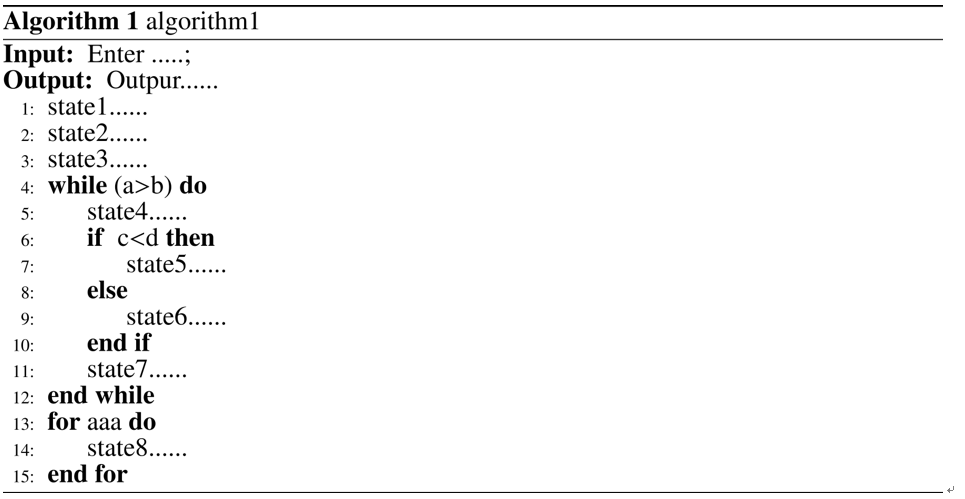 Algorithm 1 algorithm1
Input: Enter .....;
Output: Outpur......
1: state1......
2: state2......
3: state3......
4: while (a>b) do
5: state4......
6: if c<d then
7: state5......
8: else
9: state6......
10: end if
11: state7......
12: end while
13: for aaa do
14: state8......
15: end for